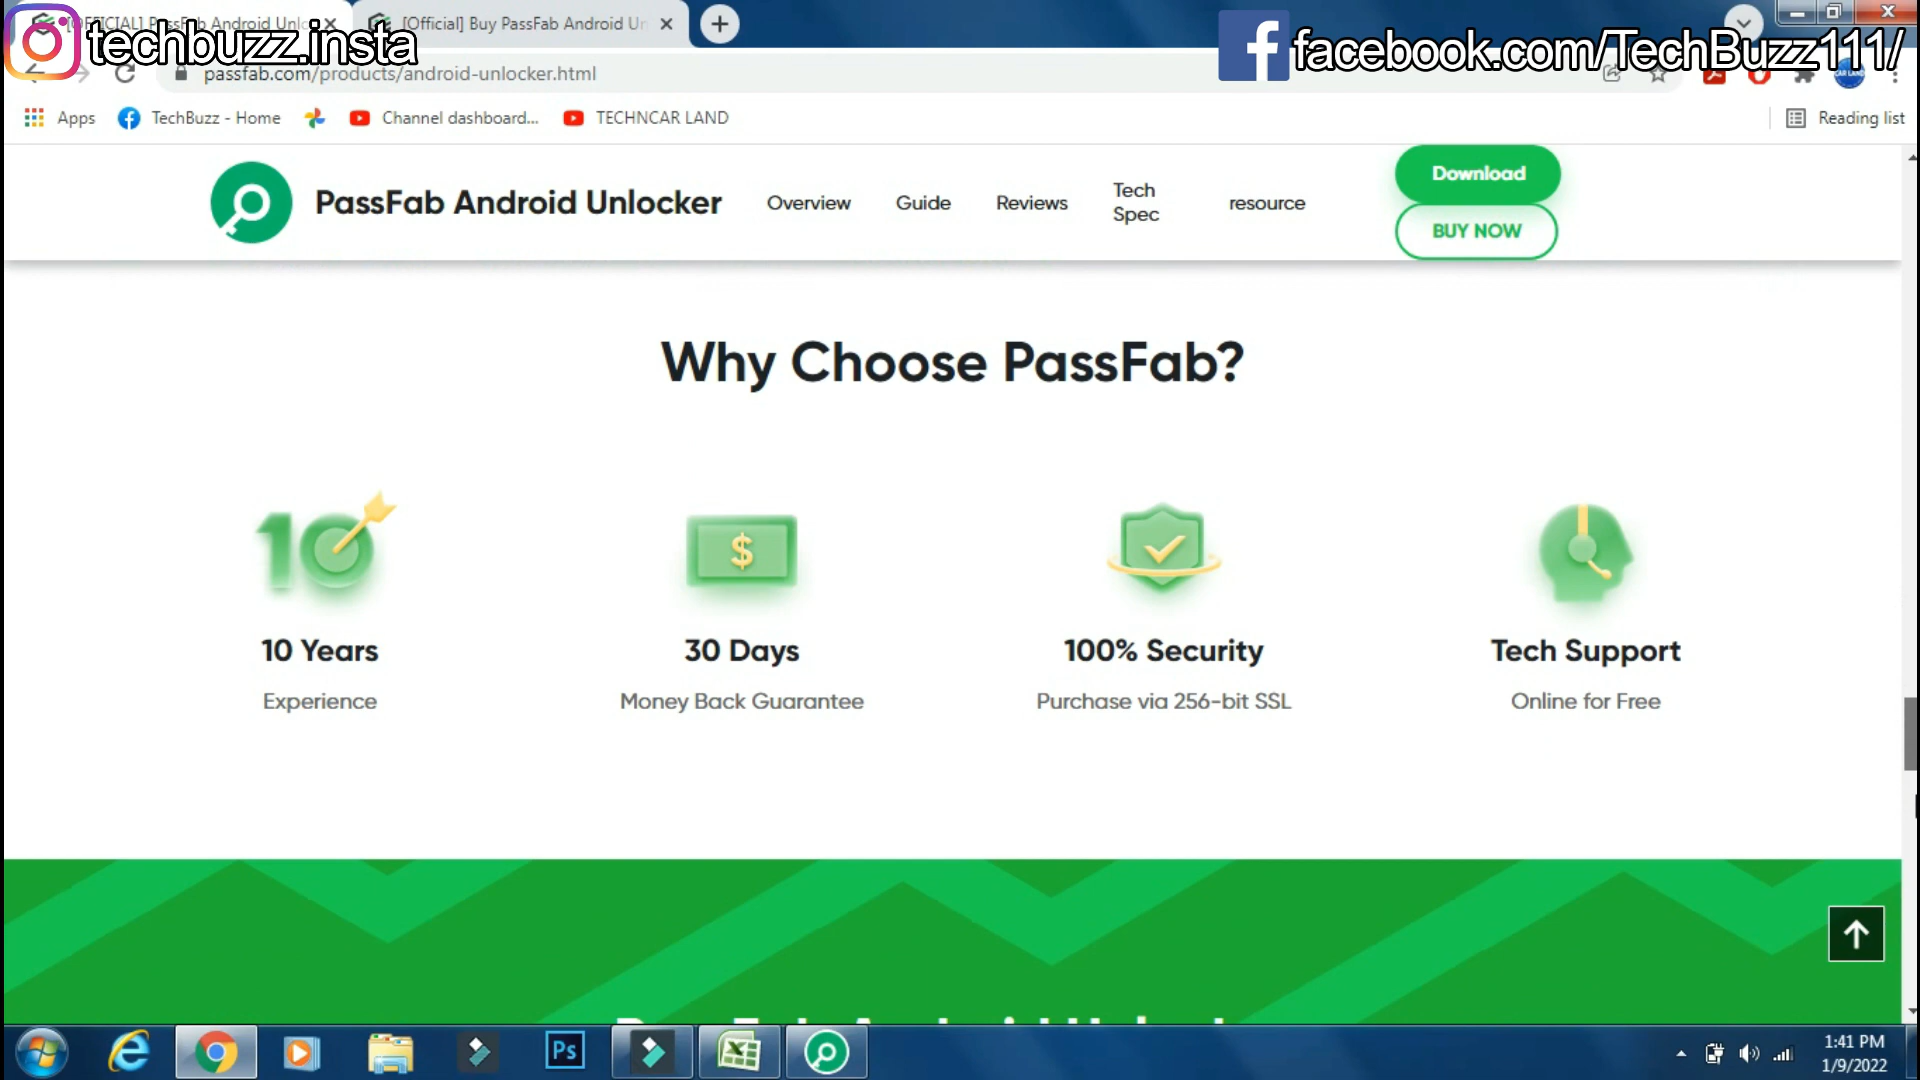 techbuzz.insta
facebook.com/TechBuzz111/
[Official] Buy PassFab Android Un
passfab.com/products/android-unlocker.html
Apps
TechBuzz - Home
Channel dashboard...
TECHNCAR LAND
Reading list
PassFab Android Unlocker
Overview
Guide
Reviews
Tech
Spec
resource
Download
BUY NOW
Why Choose PassFab?
10 Years
Experience
30 Days
Money Back Guarantee
100% Security
Purchase via 256-bit SSL
Tech Support
Online for Free
Ps
1:41 PM
1/9/2022